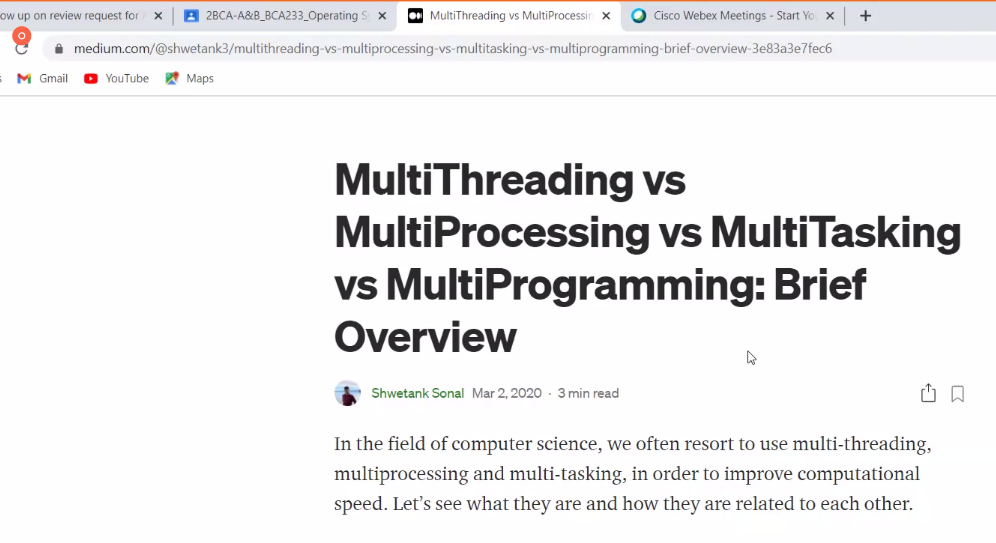 ow up on review request for
2BCA-A&B_BCA233_Operating S
MultiThreading vs MultiProcessin
Cisco Webex Meetings - Start Yo
medium.com/@shwetank3/multithreading-vs-multiprocessing-vs-multitasking-vs-multiprogramming-brief-overview-3e83a3e7fec6
Gmail
YouTube
Maps
MultiThreading vs
MultiProcessing vs MultiTasking
vs MultiProgramming: Brief
Overview
Shwetank Sonal Mar 2, 2020 · 3 min read
In the field of computer science, we often resort to use multi-threading,
multiprocessing and multi-tasking, in order to improve computational
speed. Let's see what they are and how they are related to each other.